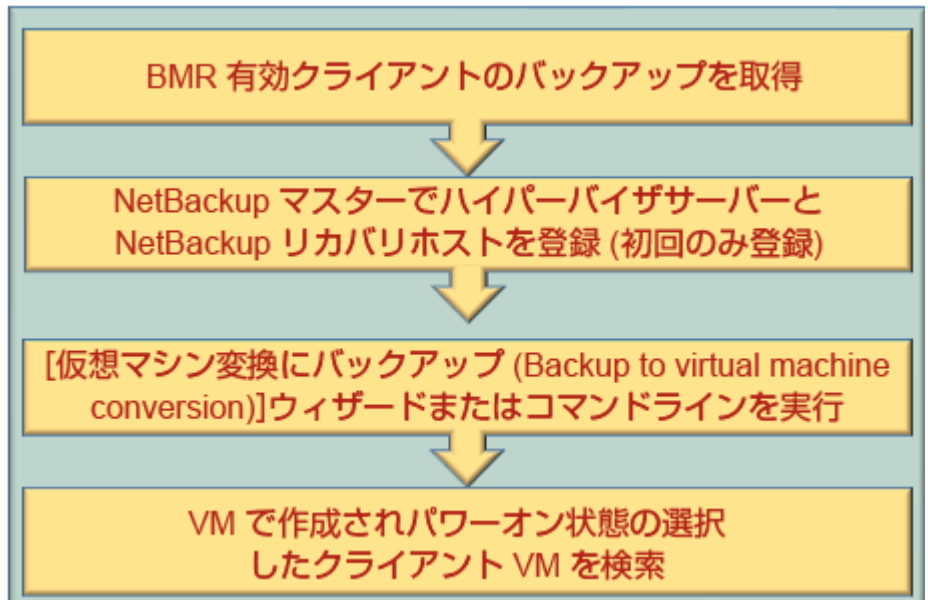 BMR 有効クライアントのバックアップを取得
NetBackup マスターでハイパーバイザサーバーと
NetBackup リカバリホストを登録 (初回のみ登録)
[仮想マシン変換にバックアップ (Backup to virtual machine
conversion)]ウィザードまたはコマンドラインを実行
VM で作成されパワーオン状態の選択
したクライアント VM を検索